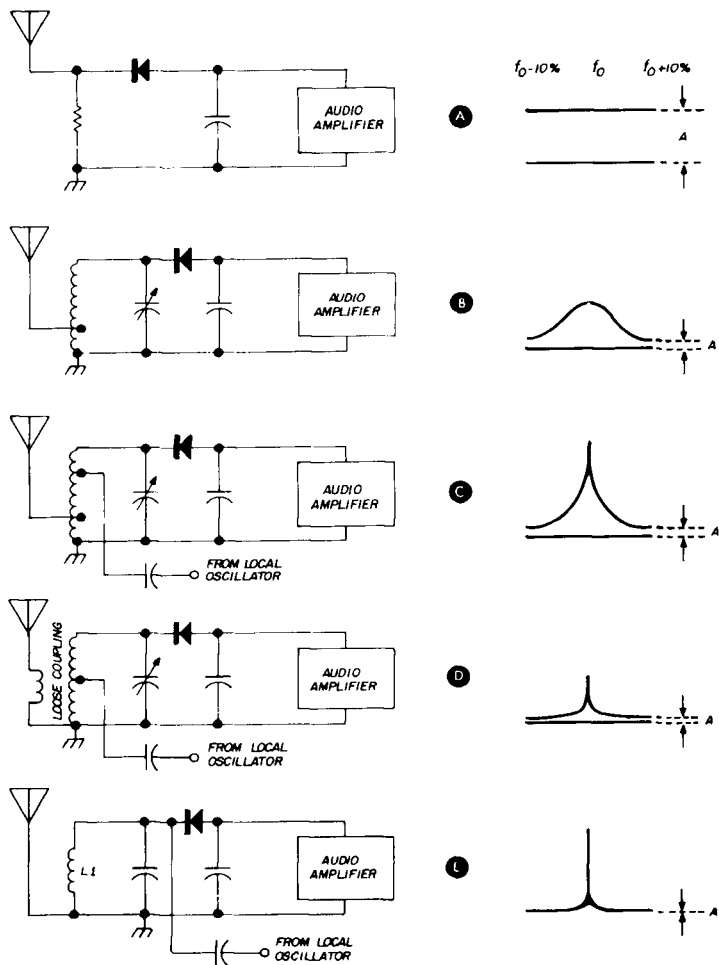 f₀-10% f₀ f₀+10%
AUDIO
AMPLIFIER
A
A
AUDIO
AMPLIFIER
B
A
AUDIO
AMPLIFIER
C
A
FROM LOCAL
OSCILLATOR
LOOSE COUPLING
AUDIO
AMPLIFIER
D
A
FROM LOCAL
OSCILLATOR
L1
AUDIO
AMPLIFIER
A
FROM LOCAL
OSCILLATOR